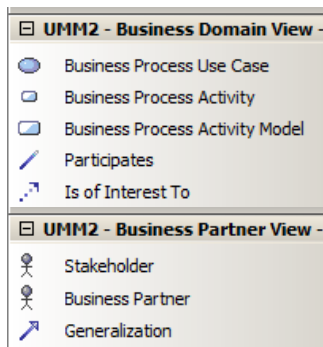 UMM2 - Business Domain View -
Business Process Use Case
Business Process Activity
Business Process Activity Model
Participates
Is of Interest To
UMM2 - Business Partner View -
Stakeholder
Business Partner
Generalization